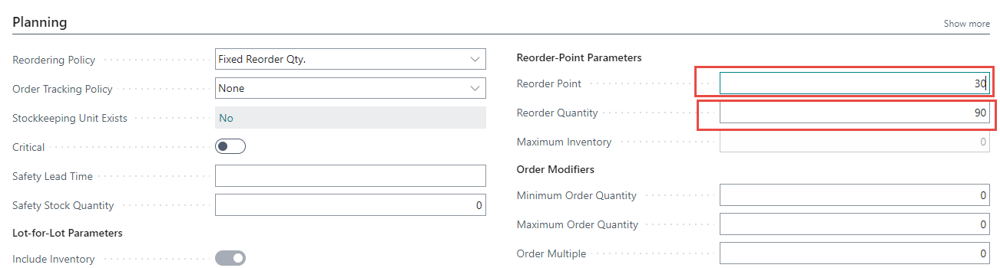 Planning
Show more
Reordering Policy
Fixed Reorder Qty.
Order Tracking Policy
None
Stockkeeping Unit Exists
No
Critical
Safety Lead Time
Safety Stock Quantity
0
Lot-for-Lot Parameters
Include Inventory
Reorder-Point Parameters
Reorder Point
30
Reorder Quantity
90
Maximum Inventory
0
Order Modifiers
Minimum Order Quantity
0
Maximum Order Quantity
0
Order Multiple
0